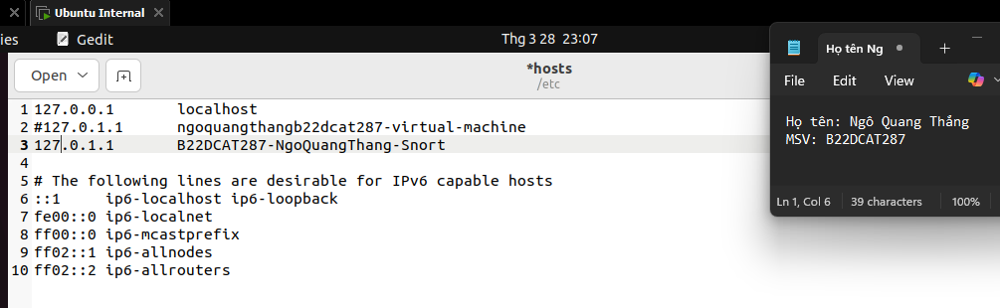 Ubuntu Internal
ies Gedit Thg 3 28 23:07
Open *hosts
/etc
1 127.0.0.1 localhost
2 #127.0.1.1 ngoquangthangb22dcat287-virtual-machine
3 127.0.1.1 B22DCAT287-NgoQuangThang-Snort
4
5 # The following lines are desirable for IPv6 capable hosts
6 ::1 ip6-localhost ip6-loopback
7 fe00::0 ip6-localnet
8 ff00::0 ip6-mcastprefix
9 ff02::1 ip6-allnodes
10 ff02::2 ip6-allrouters
Họ tên Ng
File Edit View
Họ tên: Ngô Quang Thắng
MSV: B22DCAT287
Ln 1, Col 6 39 characters 100%